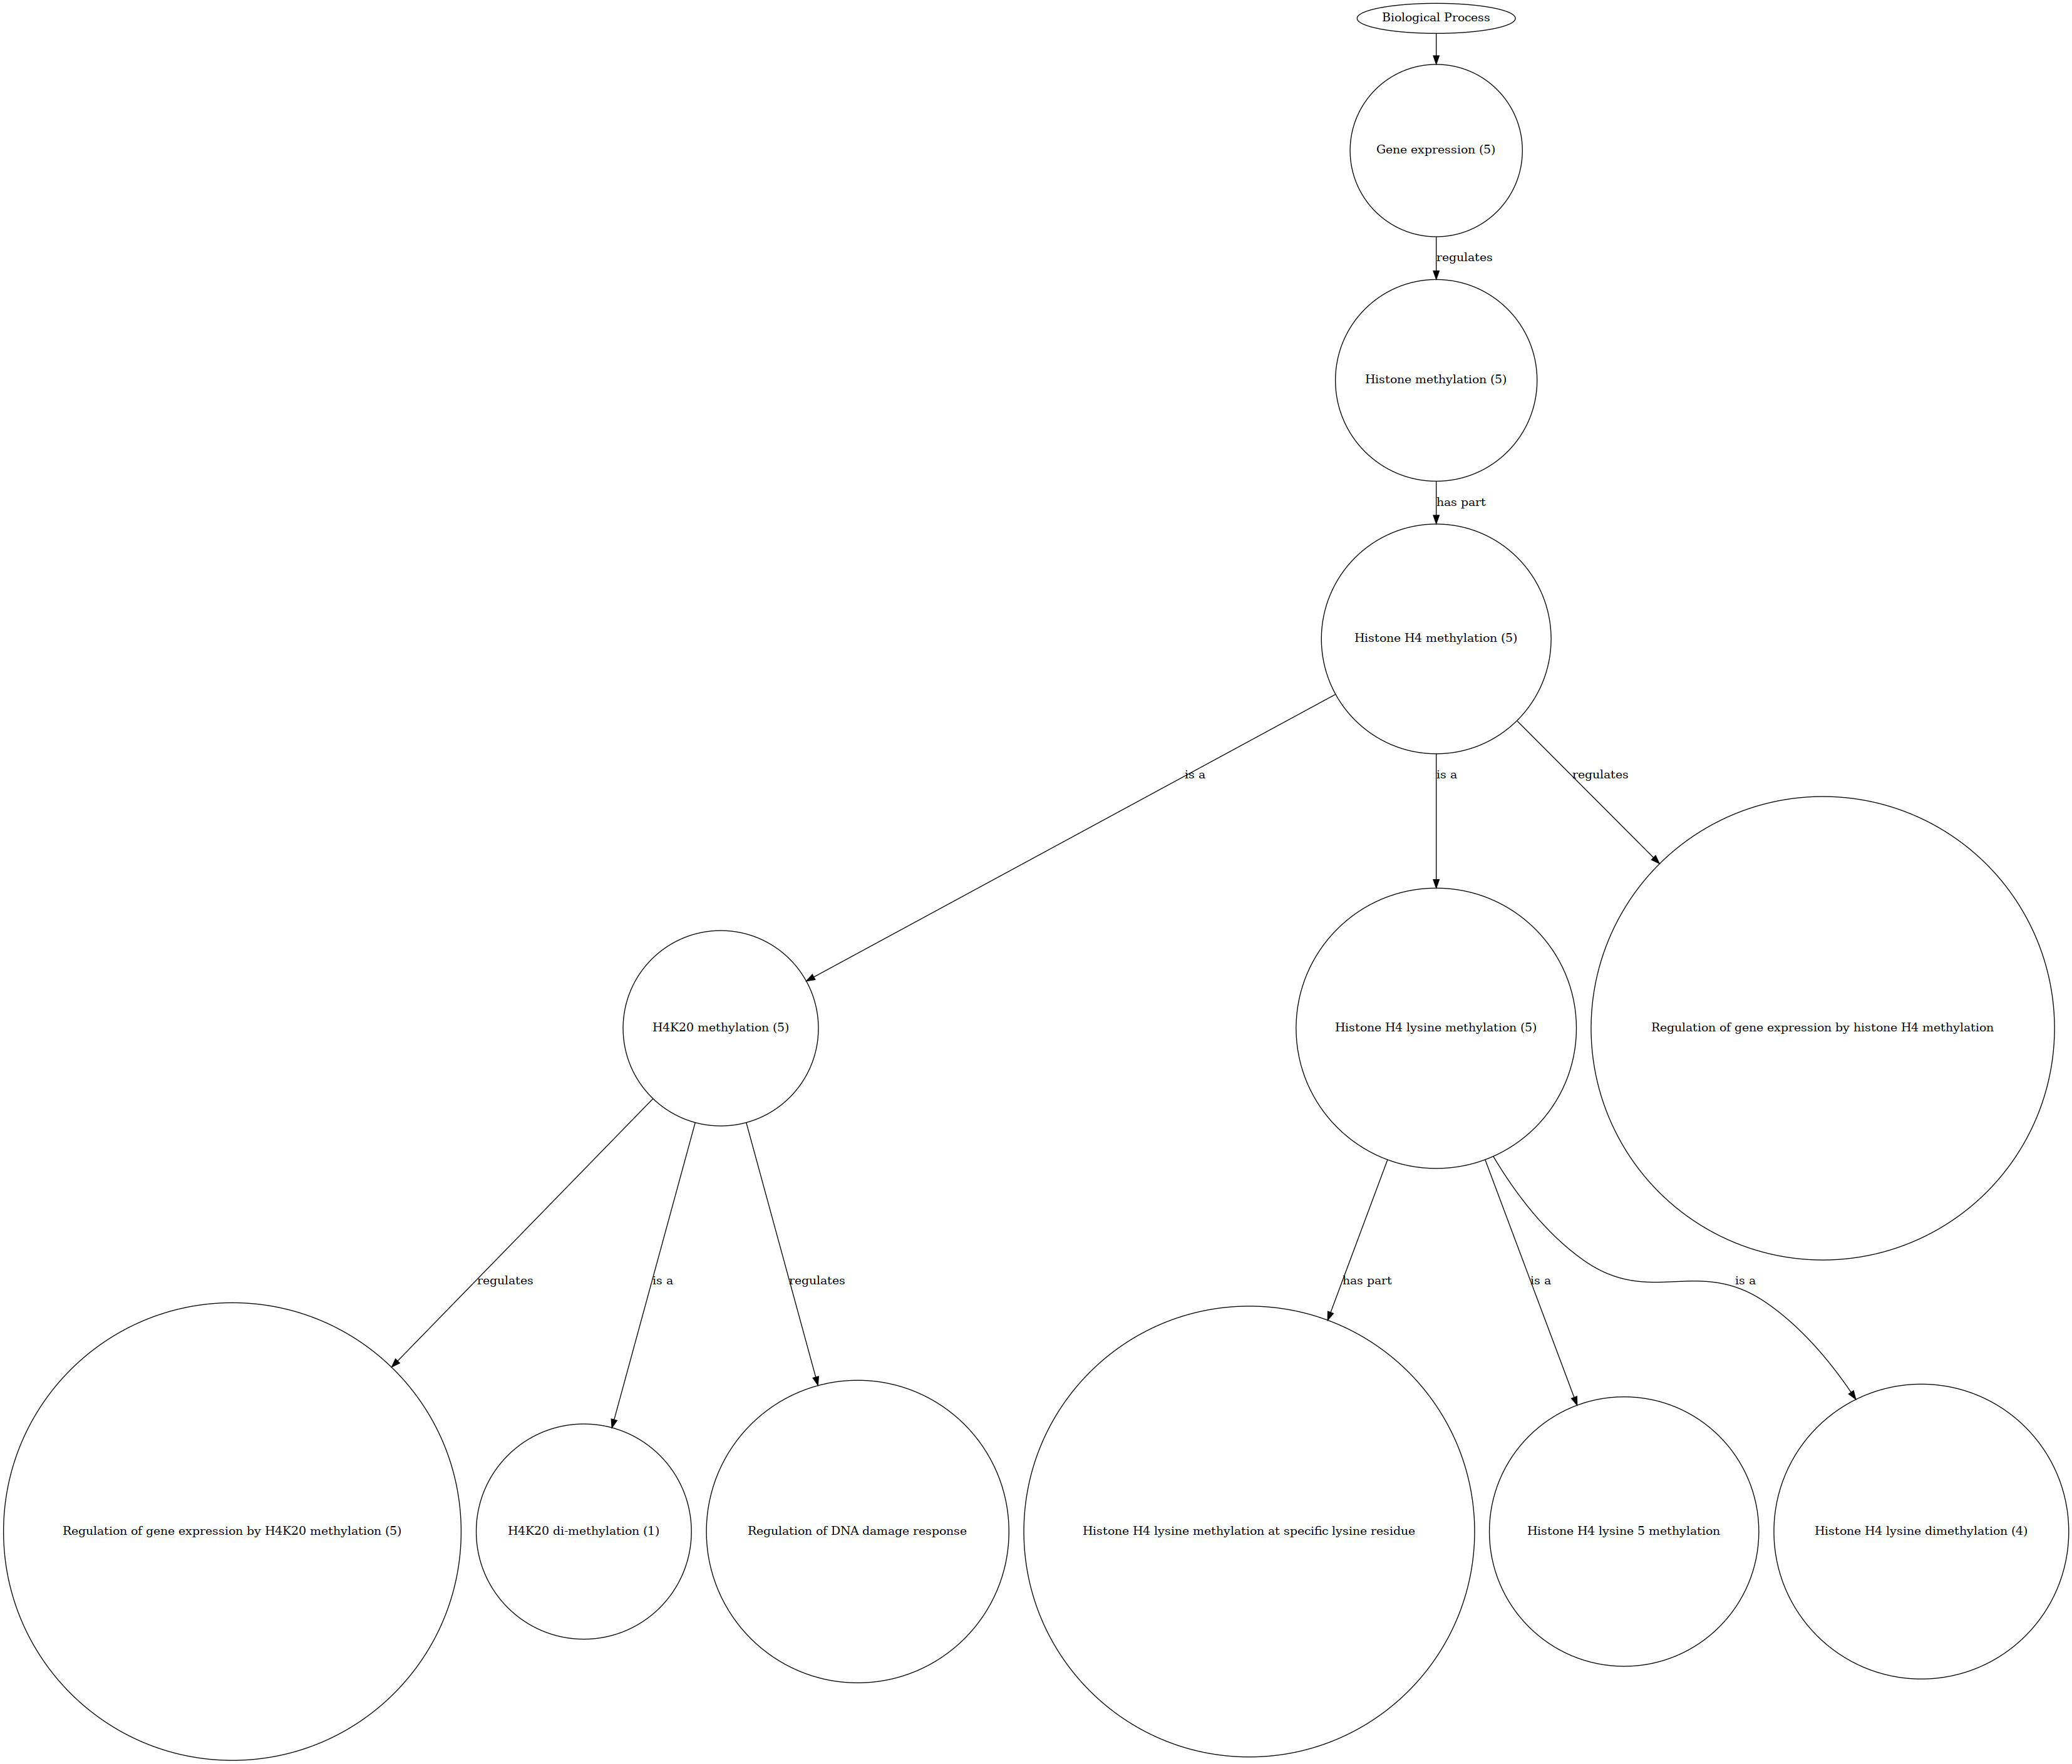 Biological Process
Gene expression (5)
regulates
Histone methylation (5)
has part
Histone H4 methylation (5)
is a
is a
regulates
H4K20 methylation (5)
Histone H4 lysine methylation (5)
Regulation of gene expression by histone H4 methylation
regulates
is a
regulates
has part
is a
is a
Regulation of gene expression by H4K20 methylation (5)
H4K20 di-methylation (1)
Regulation of DNA damage response
Histone H4 lysine methylation at specific lysine residue
Histone H4 lysine 5 methylation
Histone H4 lysine dimethylation (4)